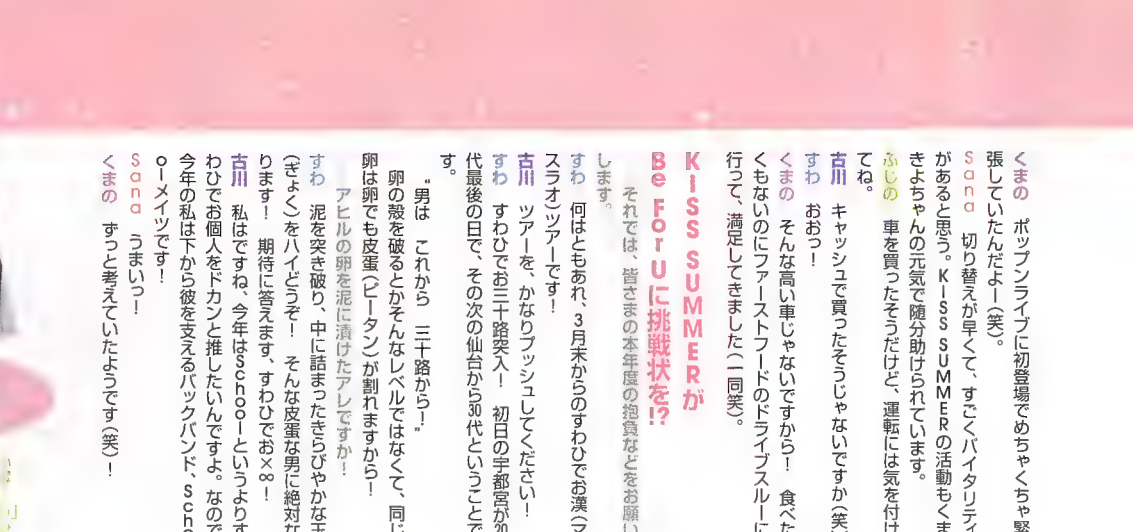 くまの　ポップンライブに初登場でめちゃくちゃ緊
張していたんだよー(笑)。
Sana　切り替えが早くて、すごくバイタリティ
があると思う。KISS SUMMERの活動もくま
きよちゃんの元気で随分助けられています。
ふじの　車を買ったそうだけど、運転には気を付け
てね。
古川　キャッシュで買ったそうじゃないですか(笑)
すわ　おおっ！
くまの　そんな高い車じゃないですから！　食べた
くもないのにファーストフードのドライブスルーに
行って、満足してきました(一同笑)。
KISS SUMMERが
Be For Uに挑戦状を!?
それでは、皆さまの本年度の抱負などをお願い
します。
すわ　何はともあれ、3月末からのすわひでお漢(マ
スラオ)ツアーです！
古川　ツアーを、かなりプッシュしてください！
すわ　すわひでお三十路突入！　初日の宇都宮が20
代最後の日で、その次の仙台から30代ということで
す。
“男は　これから　三十路から！”
卵の殻を破るとかそんなレベルではなくて、同じ
卵は卵でも皮蛋(ピータン)が割れますから！
アヒルの卵を泥に漬けたアレですか！
すわ　泥を突き破り、中に詰まったきらびやかな玉
(ぎょく)をハイどうぞ！　そんな皮蛋な男に絶対な
ります！　期待に答えます、すわひでお×∞！
古川　私はですね、今年はSchooーというよりす
わひでお個人をドカンと推したいんですよ。なので
今年の私は下から彼を支えるバックバンド、Scho
oーメイツです！
Sana　うまいっ！
くまの　ずっと考えていたようです(笑)！